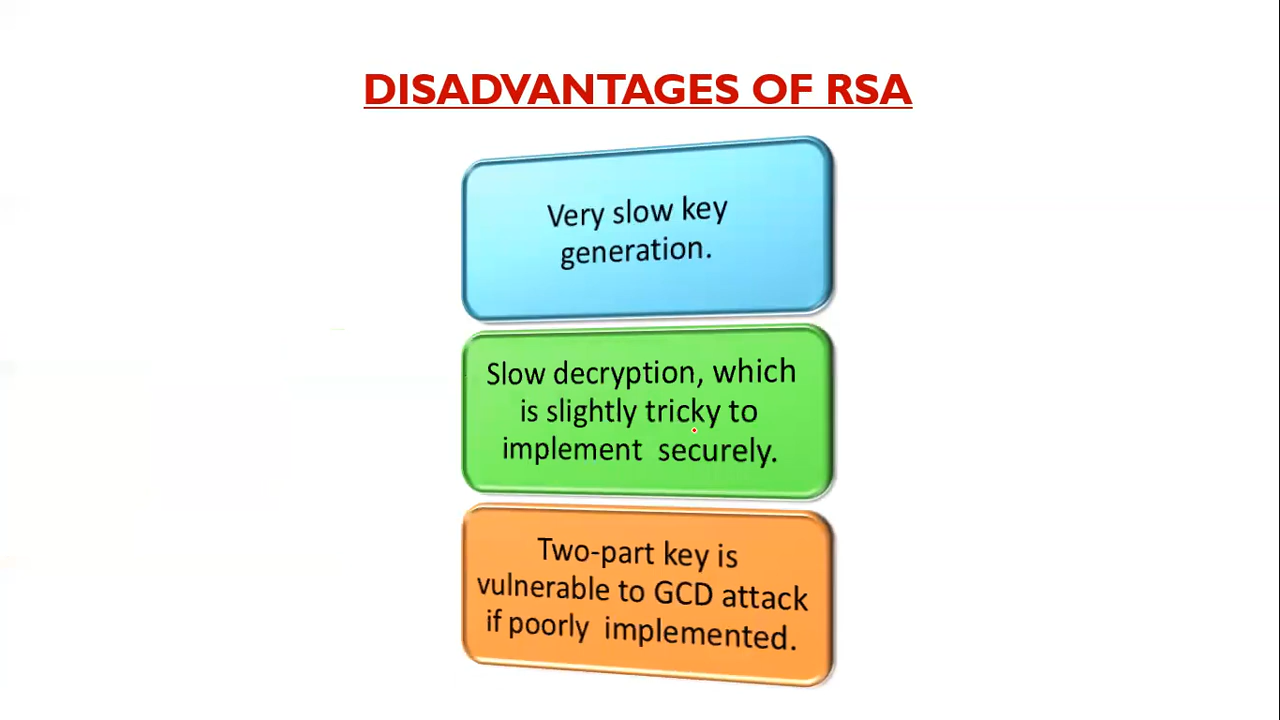 DISADVANTAGES OF RSA
Very slow key
generation.
Slow decryption, which
is slightly tricky to
implement securely.
Two-part key is
vulnerable to GCD attack
if poorly implemented.